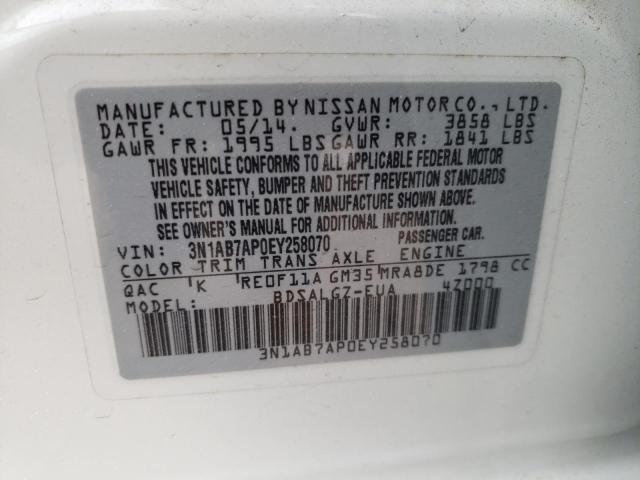 MANUFACTURED BY NISSAN MOTOR CO., LTD.
DATE: 05/14. GVWR: 3858 LBS
GAWR FR: 1995 LBS GAWR RR: 1841 LBS
THIS VEHICLE CONFORMS TO ALL APPLICABLE FEDERAL MOTOR
VEHICLE SAFETY, BUMPER AND THEFT PREVENTION STANDARDS
IN EFFECT ON THE DATE OF MANUFACTURE SHOWN ABOVE.
SEE OWNER'S MANUAL FOR ADDITIONAL INFORMATION.
VIN: 3N1AB7AP0EY258070 PASSENGER CAR.
COLOR TRIM TRANS AXLE ENGINE
QAC K RE0F11A GM35 MRA8DE 1798 CC
MODEL: BDSALGZ-EUA 4Z000
3N1AB7AP0EY258070